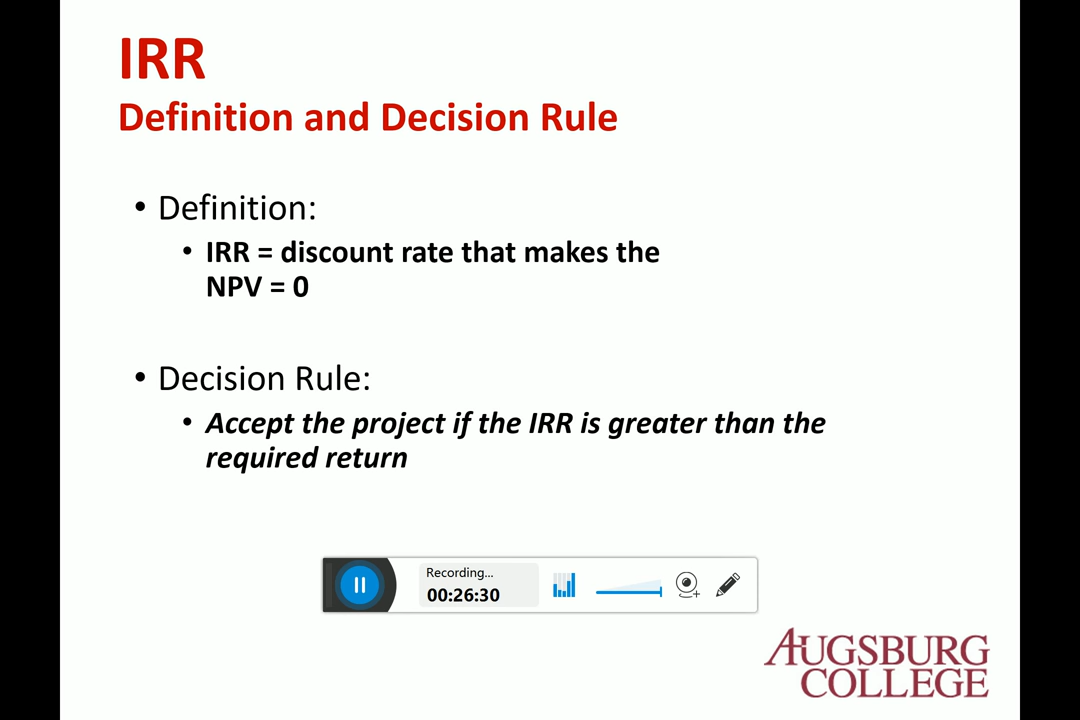 IRR
Definition and Decision Rule
• Definition:
• IRR = discount rate that makes the
NPV = 0
• Decision Rule:
• Accept the project if the IRR is greater than the
required return
Recording...
00:26:30
AUGSBURG
COLLEGE